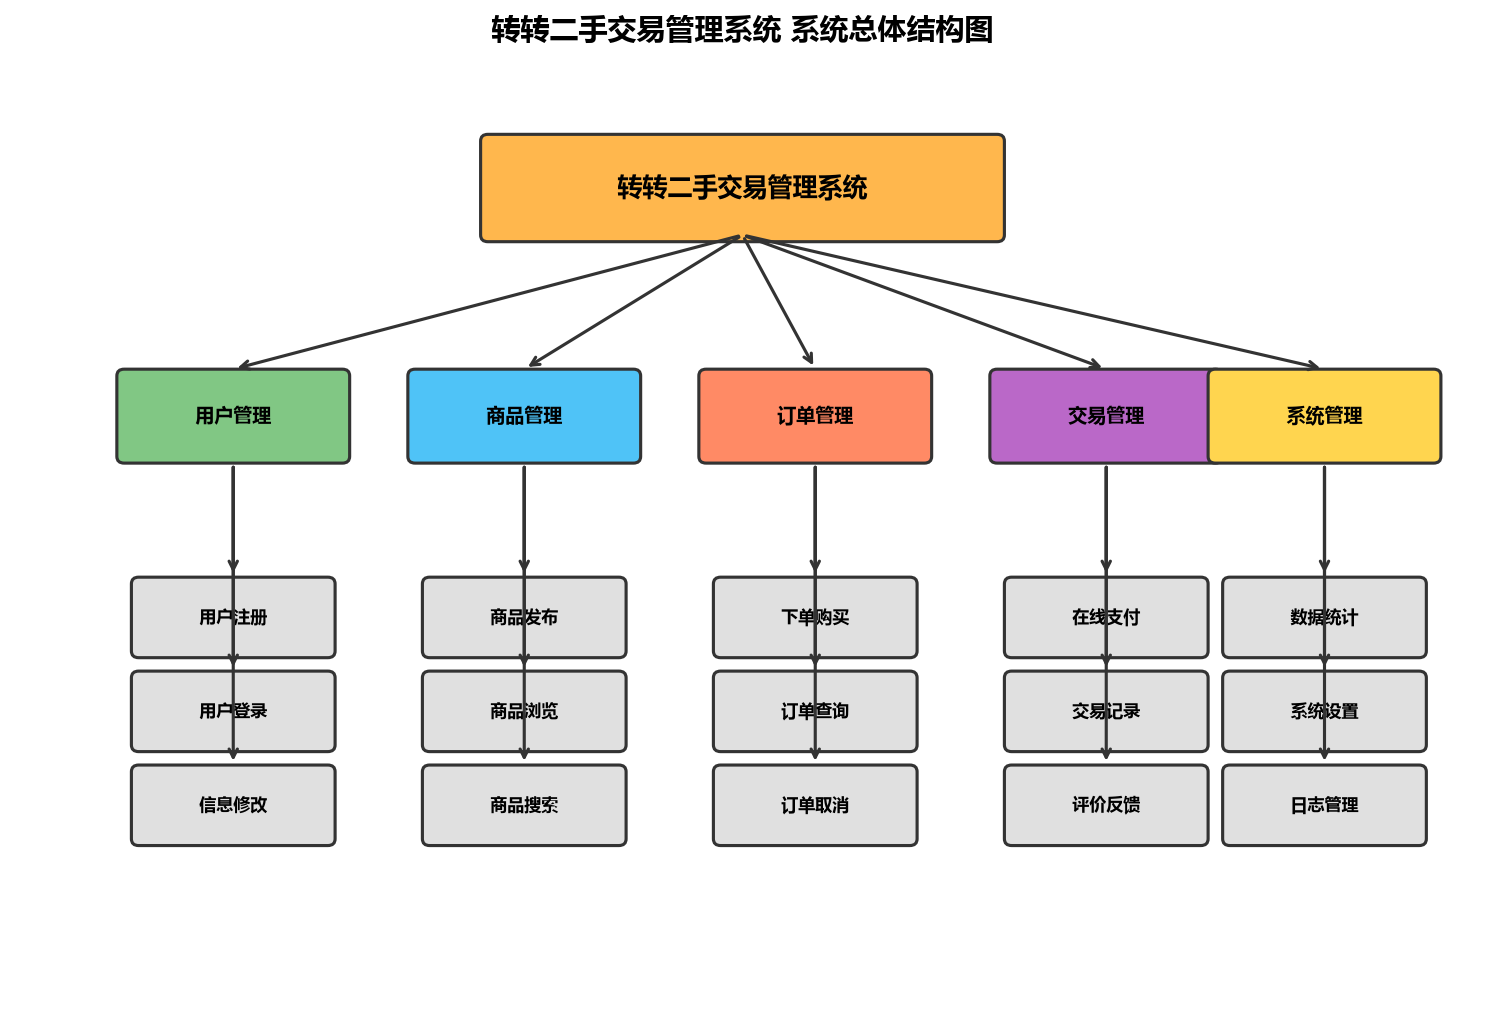 转转二手交易管理系统 系统总体结构图
转转二手交易管理系统
用户管理
商品管理
订单管理
交易管理
系统管理
用户注册
商品发布
下单购买
在线支付
数据统计
用户登录
商品浏览
订单查询
交易记录
系统设置
信息修改
商品搜索
订单取消
评价反馈
日志管理